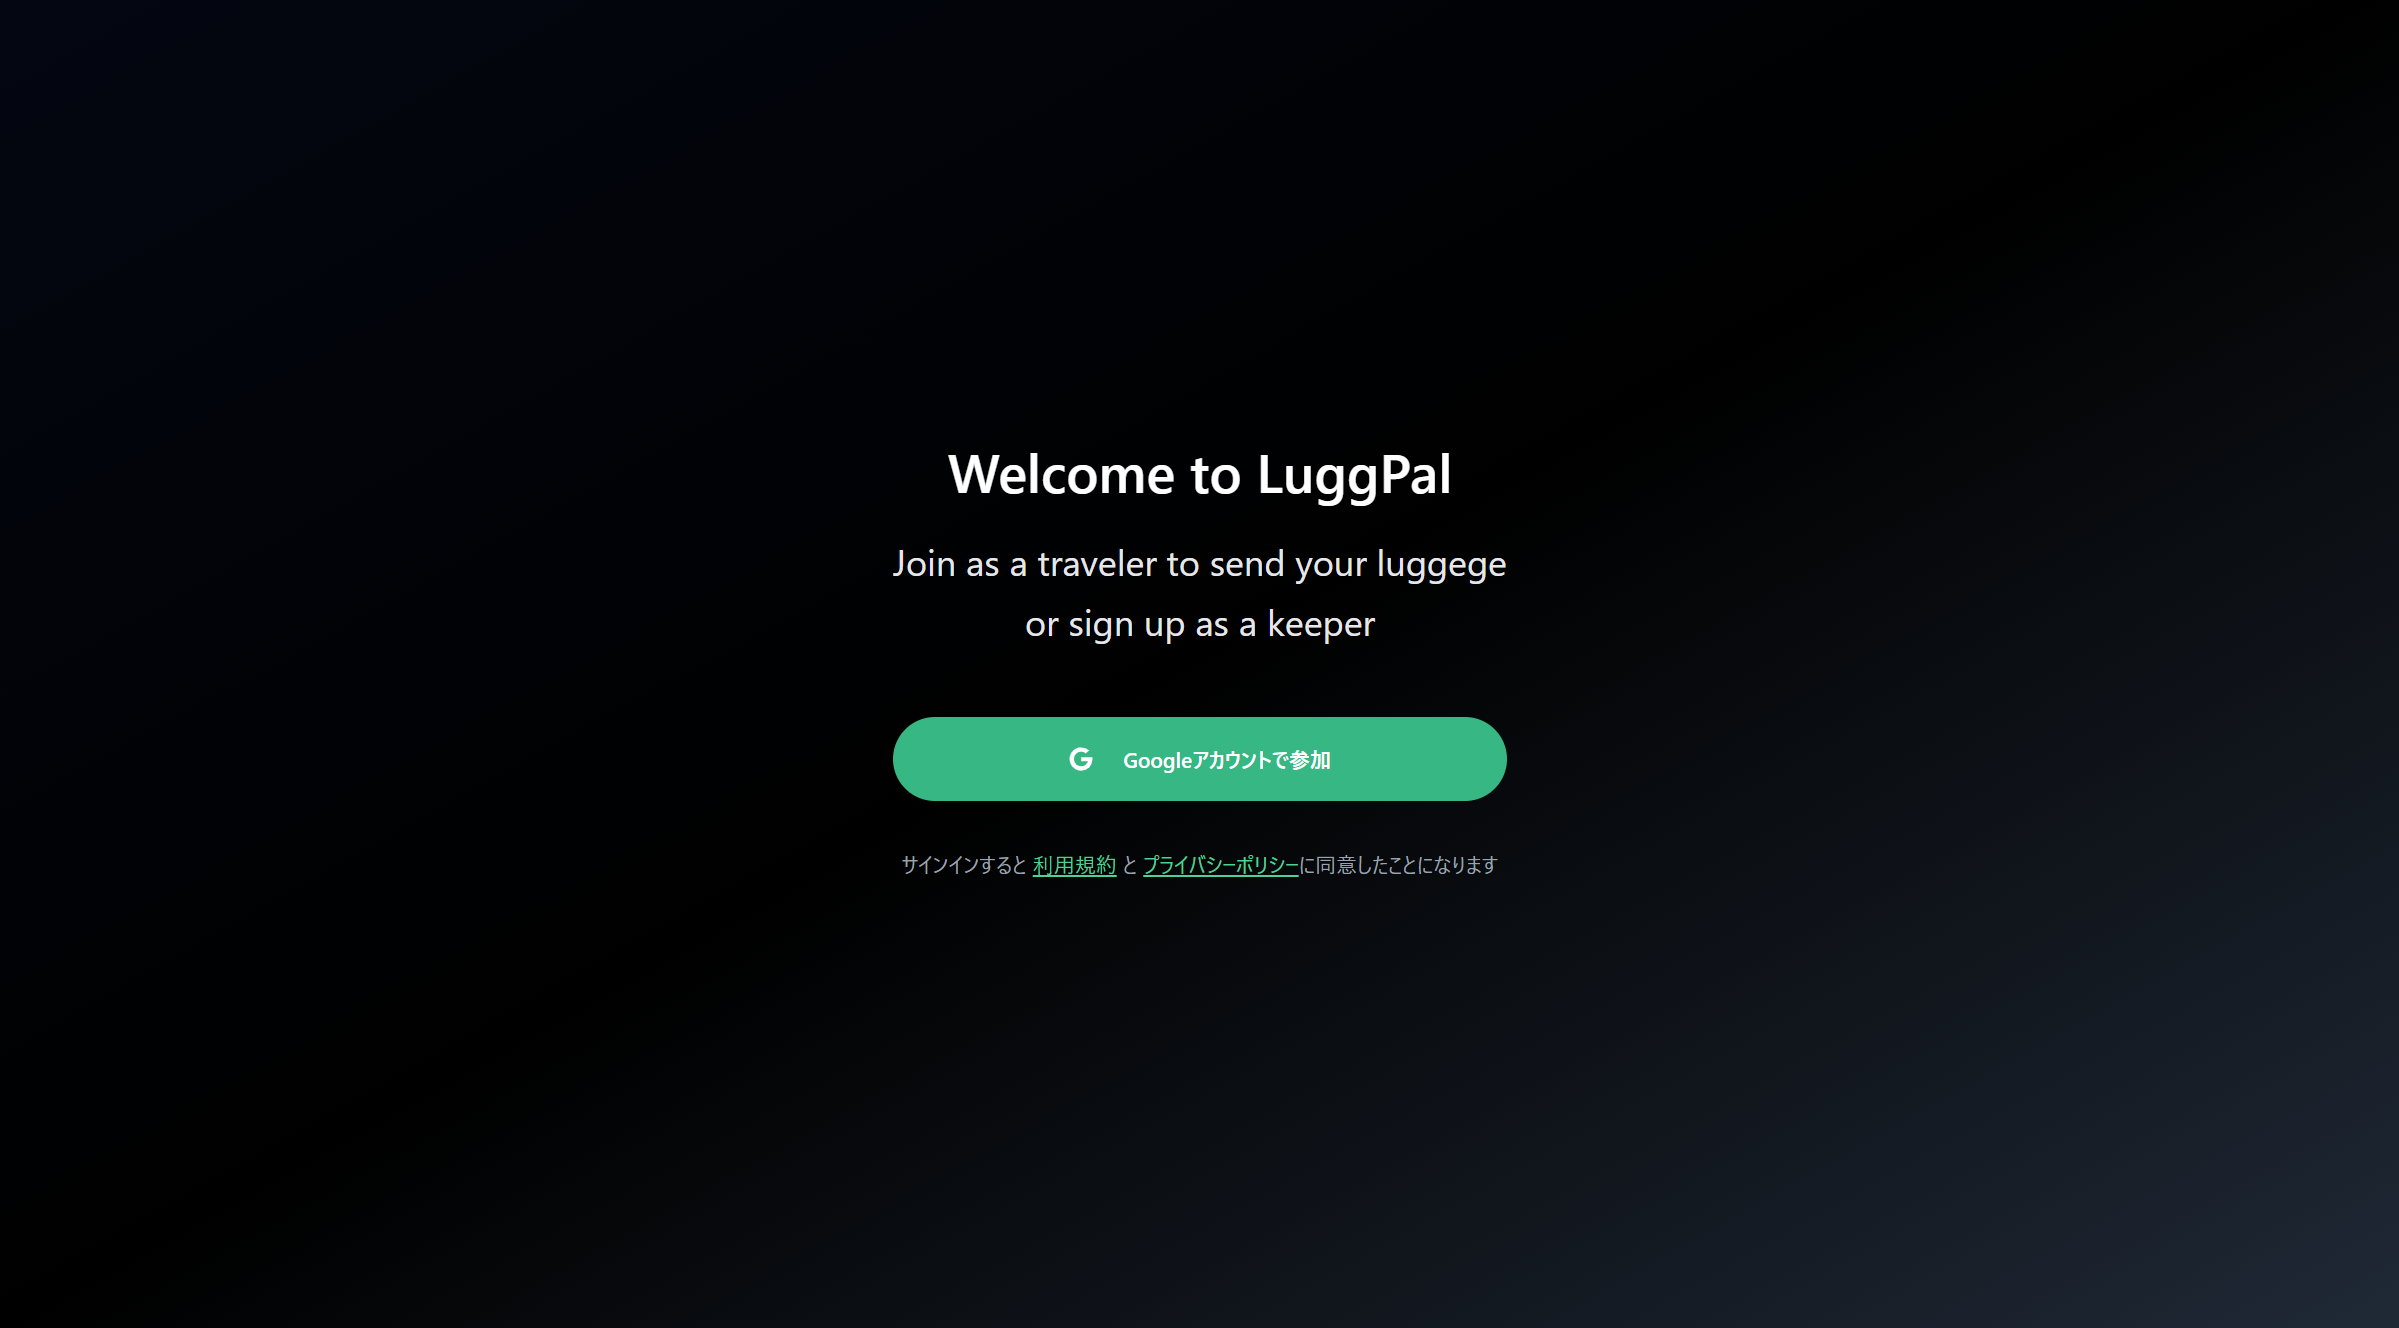 Welcome to LuggPal
Join as a traveler to send your luggege
or sign up as a keeper
Googleアカウントで参加
サインインすると 利用規約 と プライバシーポリシーに同意したことになります